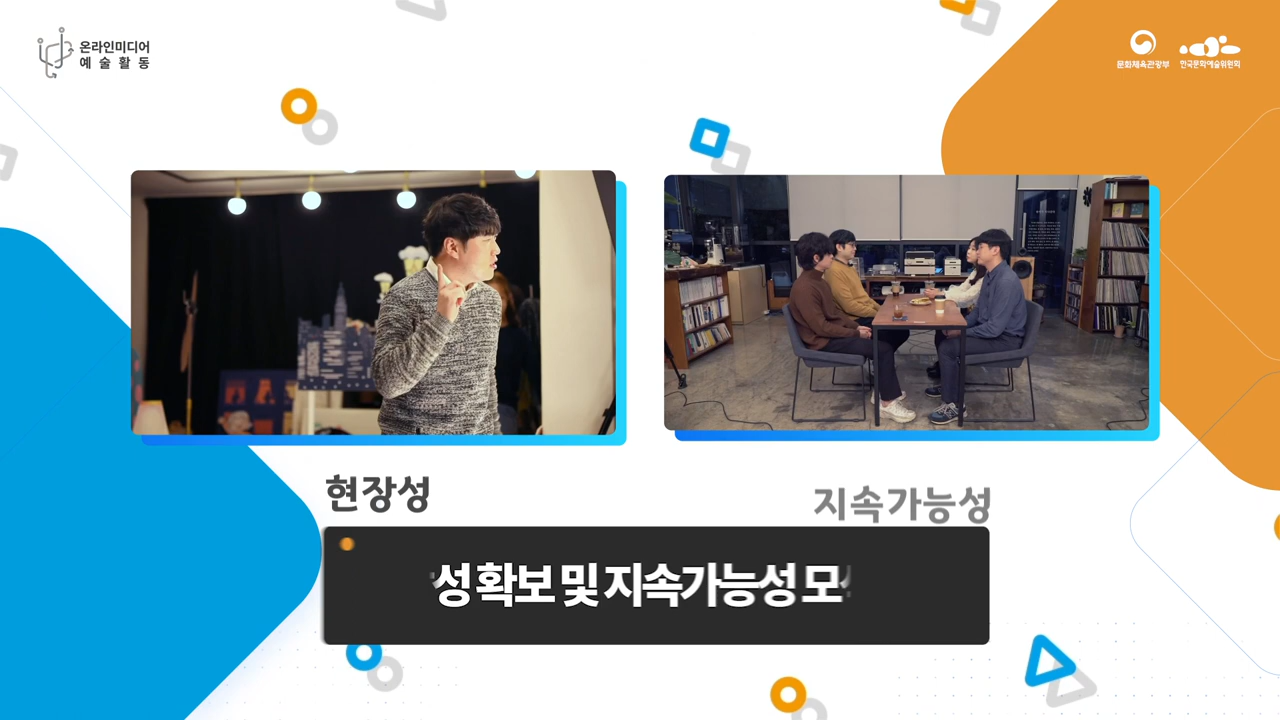 온라인미디어
예술활동
문화체육관광부
한국문화예술위원회
현장성
지속가능성
성 확보 및 지속가능성 모